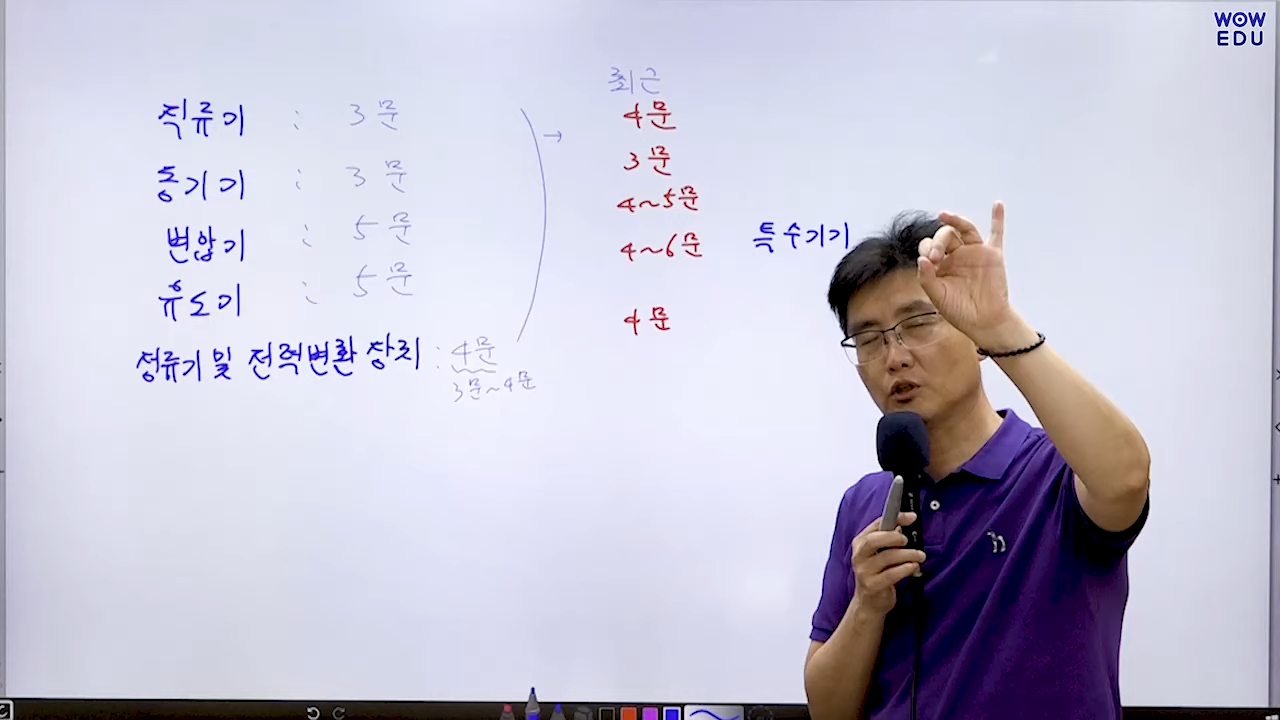 WOW
EDU
최근
직류기 : 3문 → 4문
동기기 : 3문 3문
변압기 : 5문 4~5문
유도기 : 5문 4~6문 특수기기
정류기 및 전력변환 장치 : 4문 4문
3문~4문